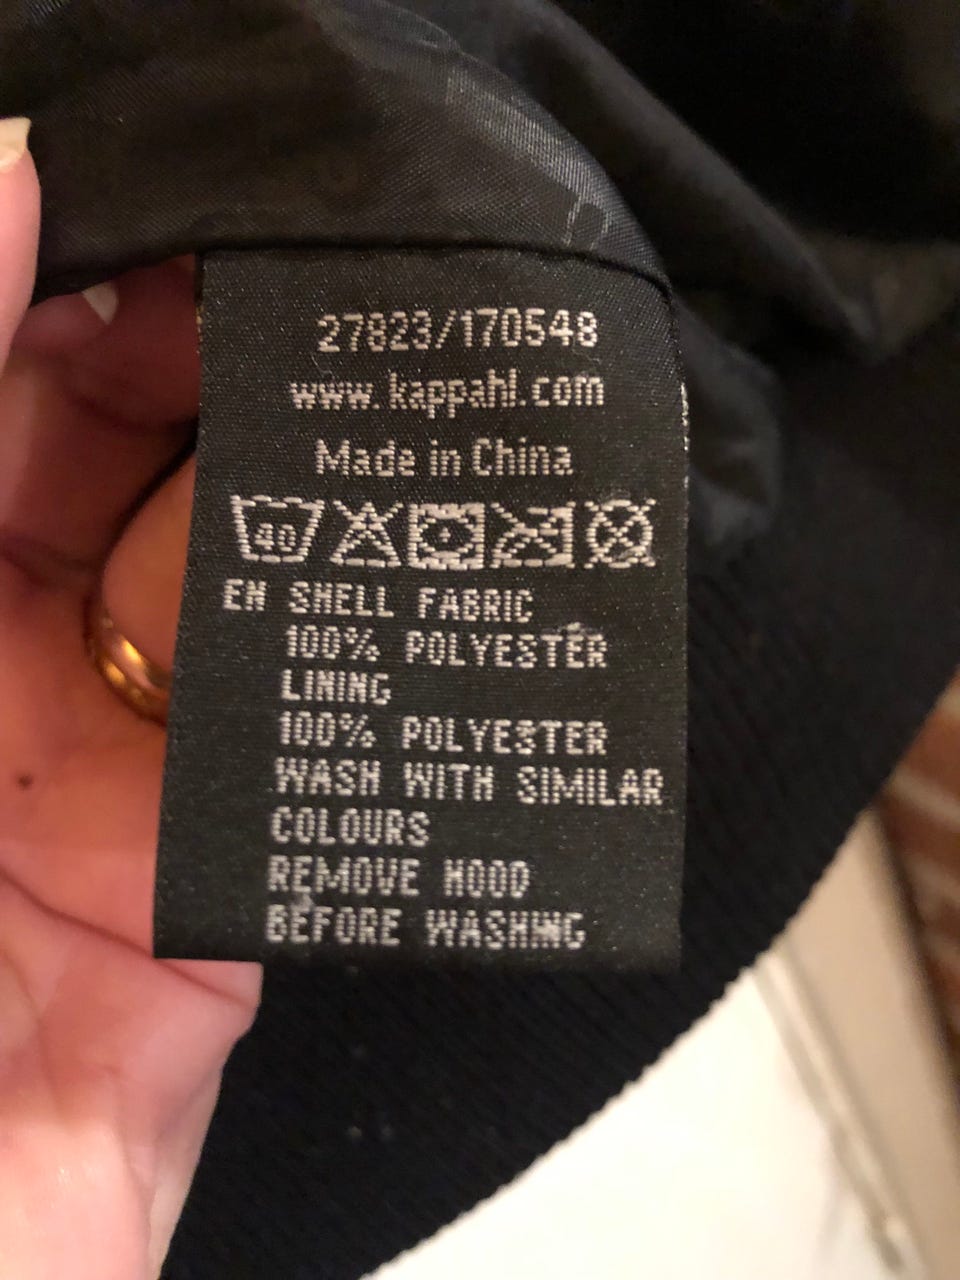 27823/170548
www.kappahl.com
Made in China
40
EN SHELL FABRIC
100% POLYESTER
LINING
100% POLYESTER
WASH WITH SIMILAR
COLOURS
REMOVE HOOD
BEFORE WASHING